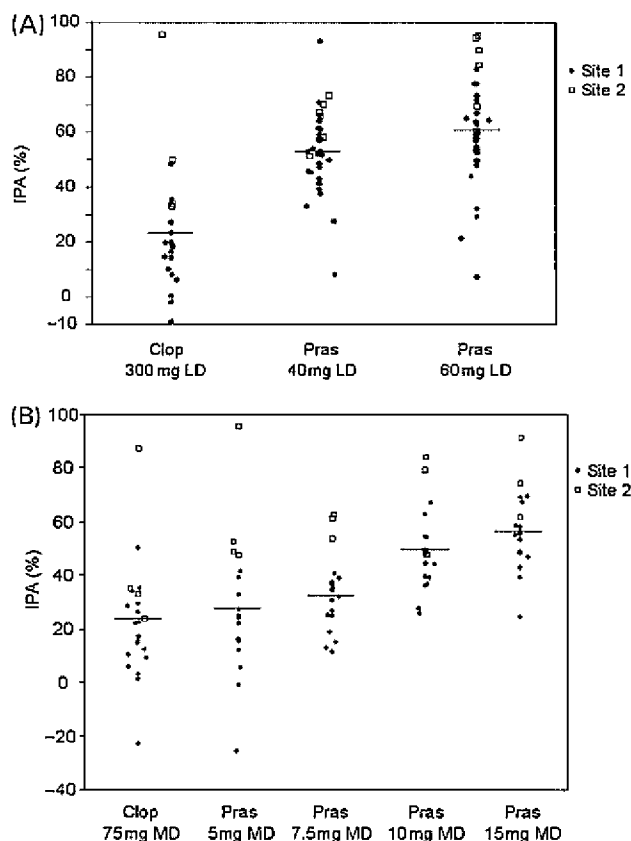 (A)
100
80
60
40
20
0
−10
IPA (%)
Site 1
Site 2
Clop
300 mg LD
Pras
40mg LD
Pras
60mg LD
(B)
100
80
60
40
20
0
−20
−40
IPA (%)
Site 1
Site 2
Clop
75mg MD
Pras
5mg MD
Pras
7.5mg MD
Pras
10mg MD
Pras
15mg MD